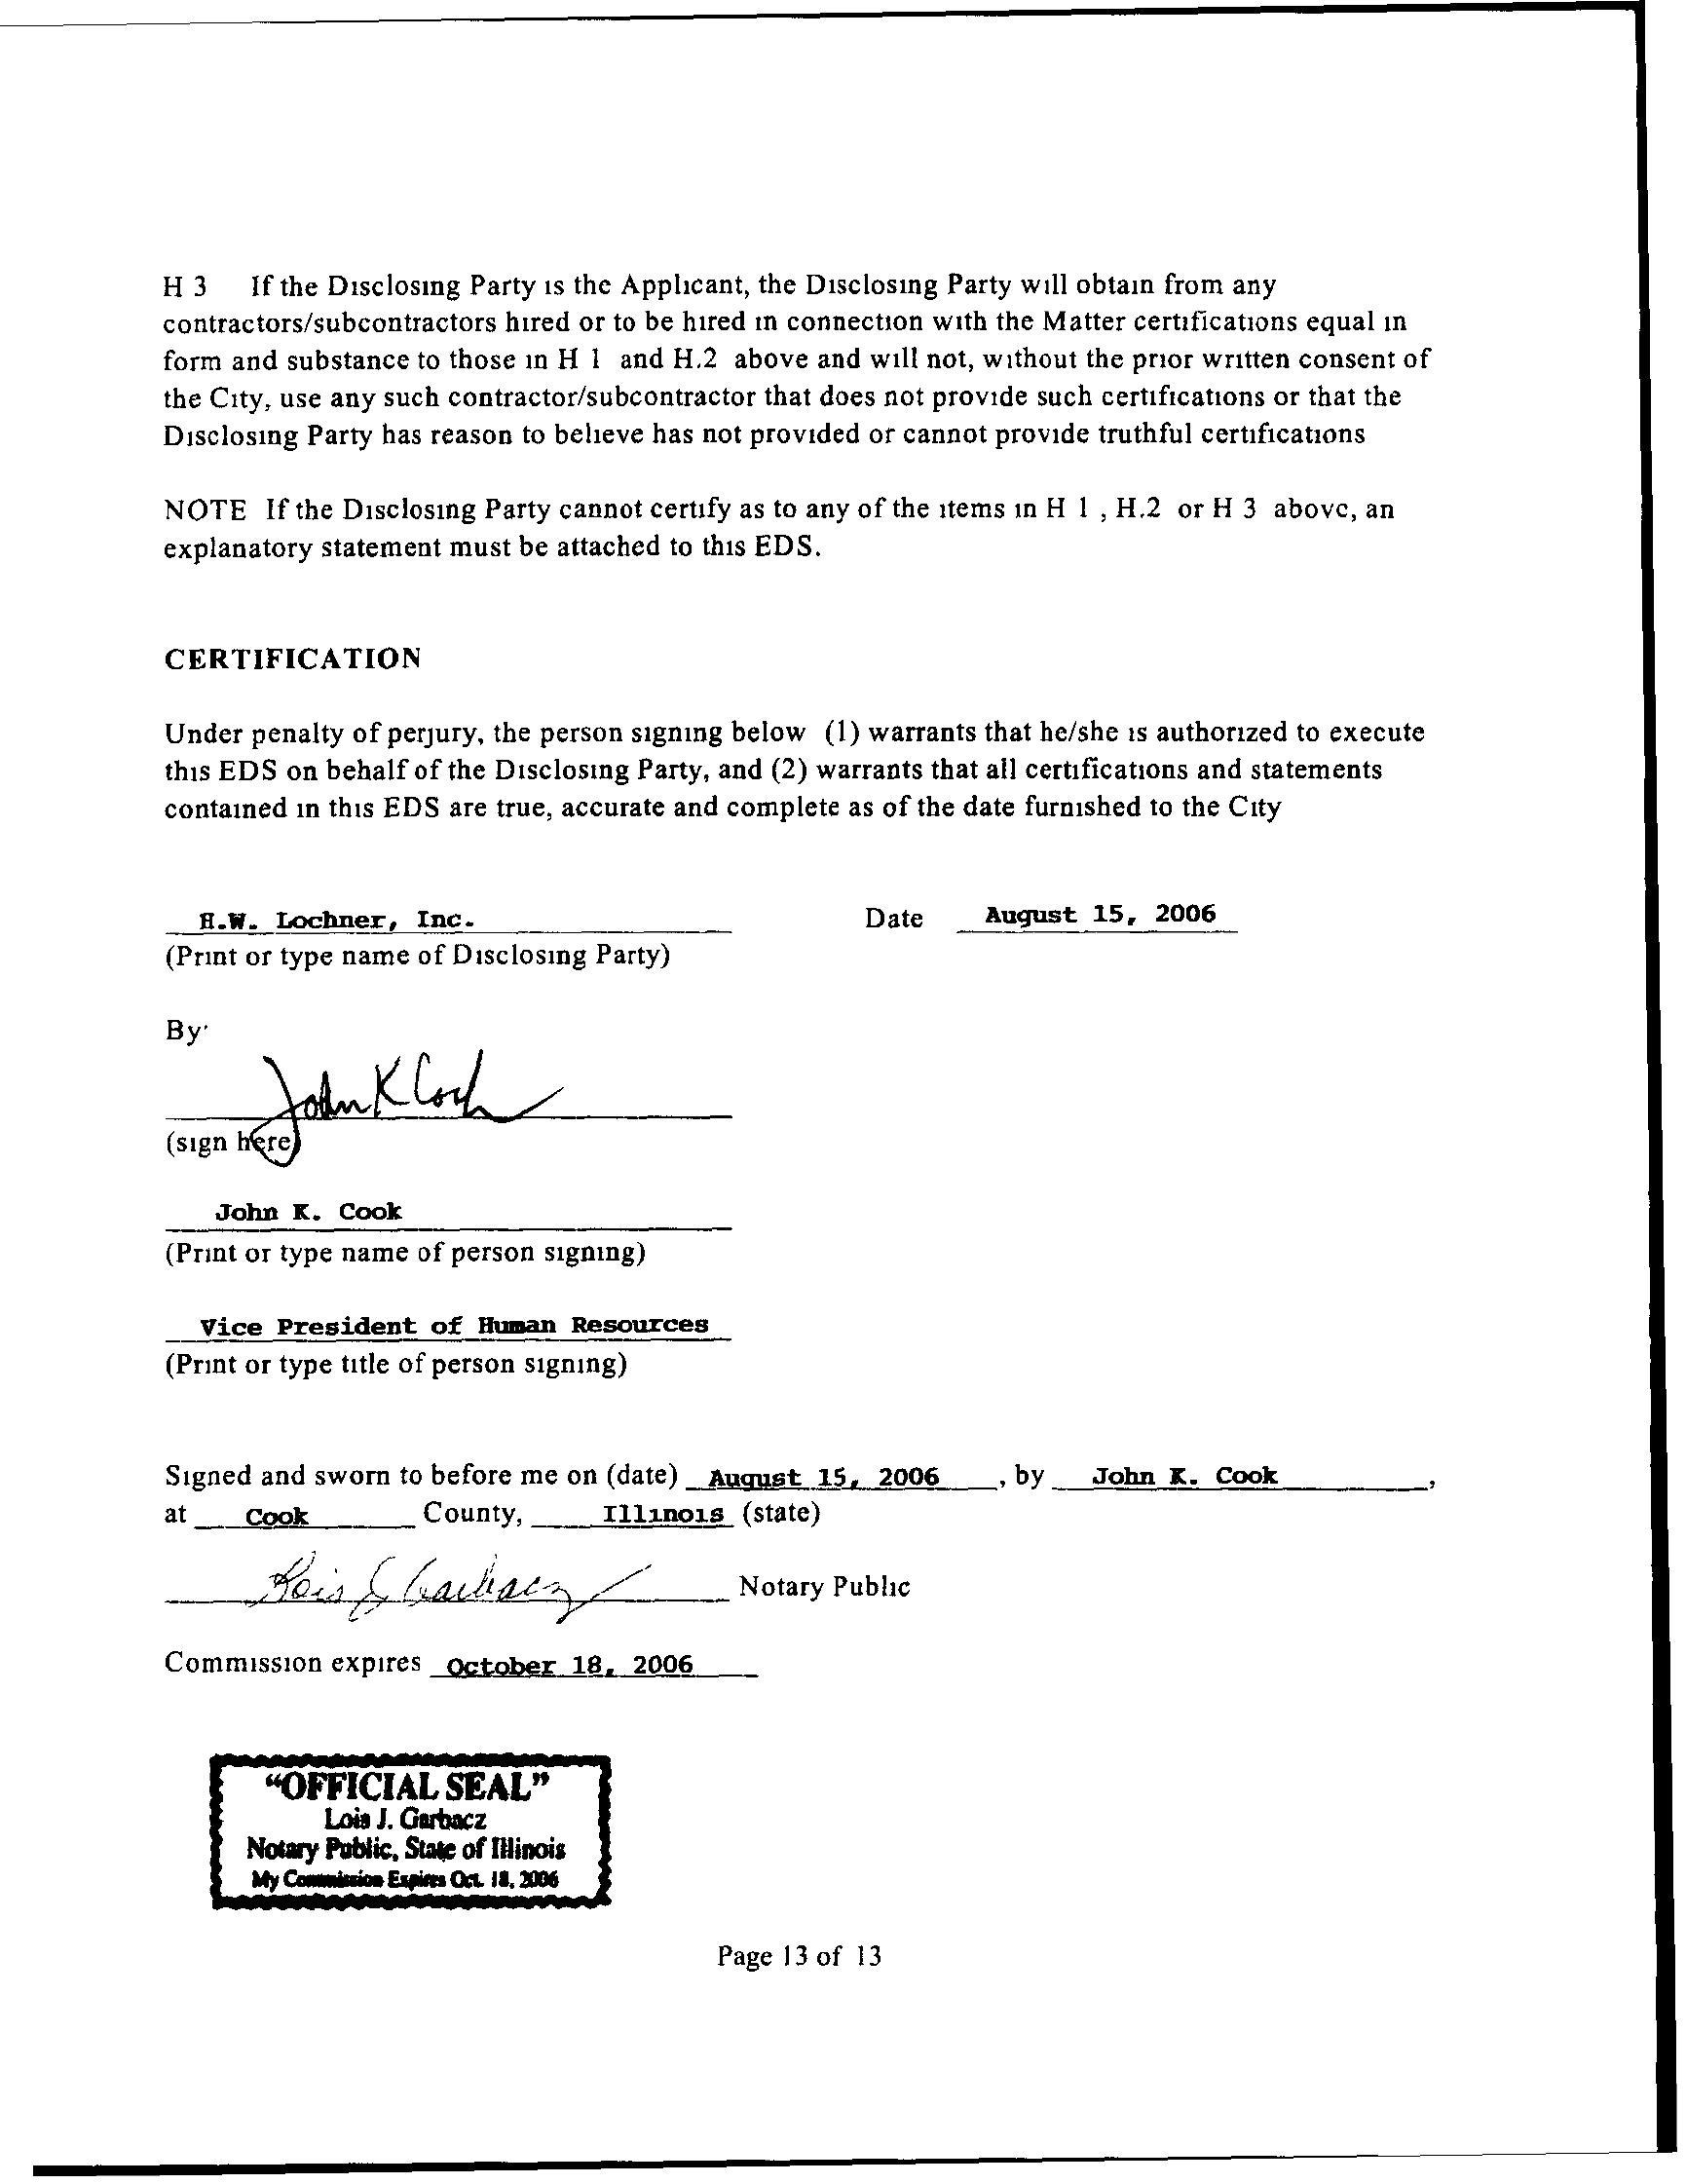 H 3 If the Disclosing Party is the Applicant, the Disclosing Party will obtain from any
contractors/subcontractors hired or to be hired in connection with the Matter certifications equal in
form and substance to those in H 1 and H.2 above and will not, without the prior written consent of
the City, use any such contractor/subcontractor that does not provide such certifications or that the
Disclosing Party has reason to believe has not provided or cannot provide truthful certifications
NOTE If the Disclosing Party cannot certify as to any of the items in H 1 , H.2 or H 3 above, an
explanatory statement must be attached to this EDS.
CERTIFICATION
Under penalty of perjury, the person signing below (1) warrants that he/she is authorized to execute
this EDS on behalf of the Disclosing Party, and (2) warrants that all certifications and statements
contained in this EDS are true, accurate and complete as of the date furnished to the City
H.W. Lochner, Inc. Date August 15, 2006
(Print or type name of Disclosing Party)
By:
John K Cook
(sign here)
John K. Cook
(Print or type name of person signing)
Vice President of Human Resources
(Print or type title of person signing)
Signed and sworn to before me on (date) August 15, 2006 , by John K. Cook ,
at Cook County, Illinois (state)
Lois J Garbacz Notary Public
Commission expires October 18, 2006
“OFFICIAL SEAL”
Lois J. Garbacz
Notary Public, State of Illinois
My Commission Expires Oct. 18, 2006
Page 13 of 13